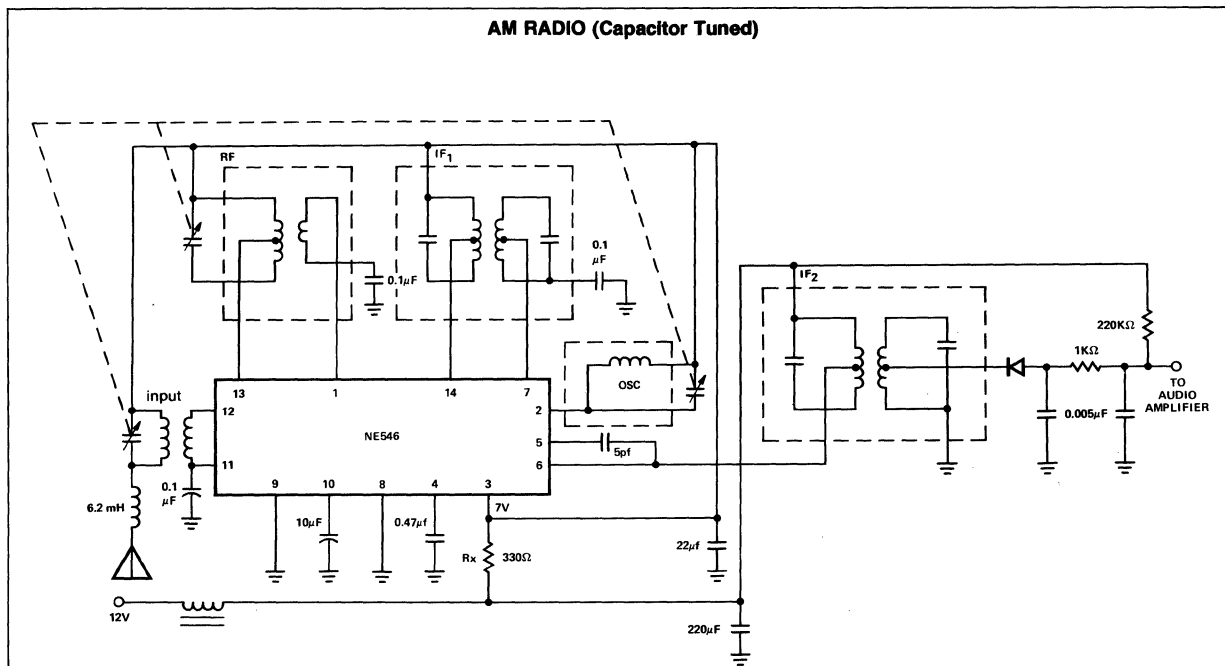 AM RADIO (Capacitor Tuned)
RF
IF1
0.1
μF
0.1μF
IF2
220KΩ
1KΩ
OSC
TO
AUDIO
AMPLIFIER
0.005μF
13
1
14
7
input
12
2
NE546
5
5pf
11
6
0.1
μF
6.2 mH
9
10
8
4
3
7V
10μF
0.47μf
22μf
Rx
330Ω
12V
220μF